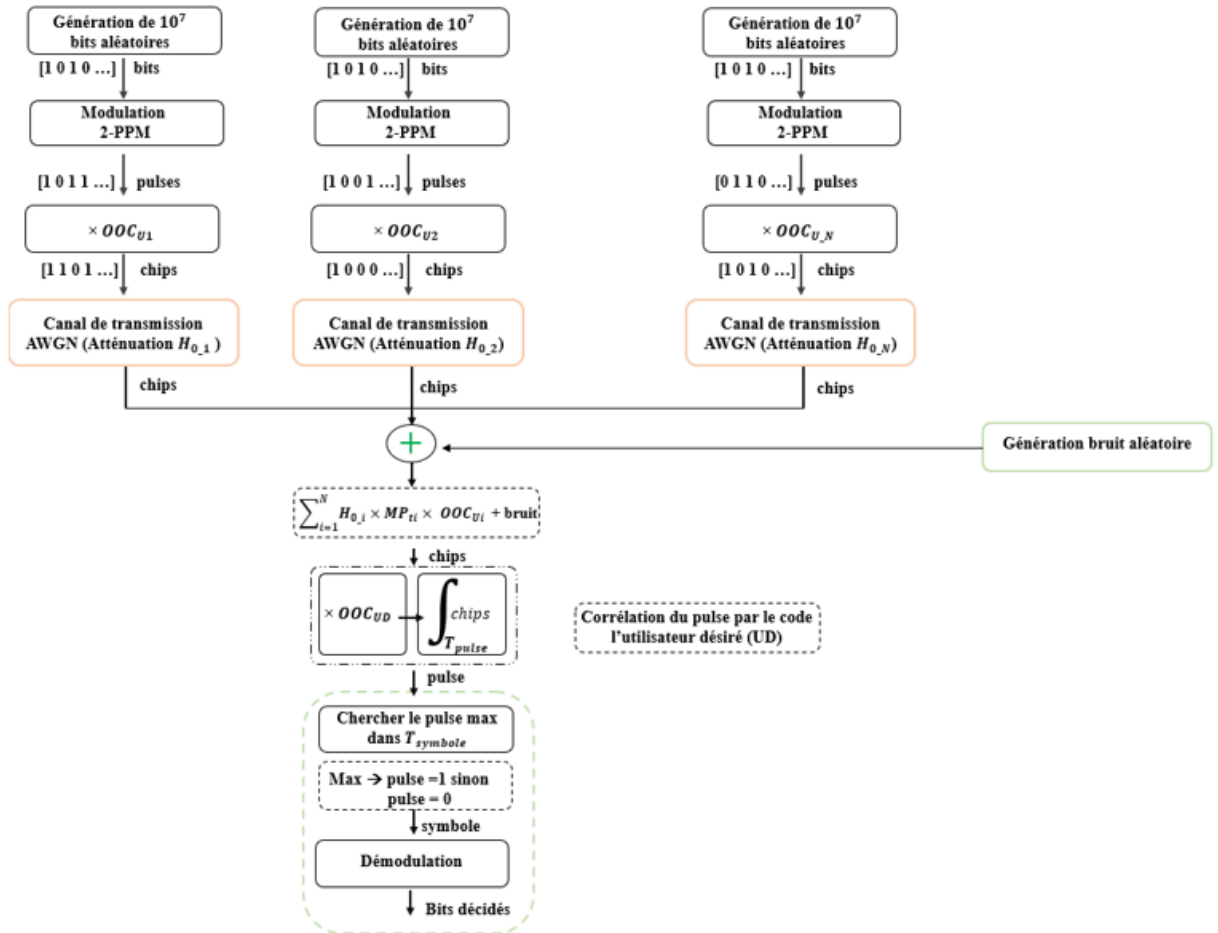 Génération de 10⁷
bits aléatoires
[1 0 1 0 ...] bits
Modulation
2-PPM
[1 0 1 1 ...] pulses
× OOC_U1
[1 1 0 1 ...] chips
Canal de transmission
AWGN (Atténuation H_0_1 )
chips
Génération de 10⁷
bits aléatoires
[1 0 1 0 ...] bits
Modulation
2-PPM
[1 0 0 1 ...] pulses
× OOC_U2
[1 0 0 0 ...] chips
Canal de transmission
AWGN (Atténuation H_0_2)
chips
Génération de 10⁷
bits aléatoires
[1 0 1 0 ...] bits
Modulation
2-PPM
[0 1 1 0 ...] pulses
× OOC_U_N
[1 0 1 0 ...] chips
Canal de transmission
AWGN (Atténuation H_0_N)
chips
+
Génération bruit aléatoire
∑_{i=1}^{N} H_0_i × MP_ti × OOC_Ui + bruit
chips
× OOC_UD
∫_{T_pulse} chips
Corrélation du pulse par le code
l'utilisateur désiré (UD)
pulse
Chercher le pulse max
dans T_symbole
Max → pulse =1 sinon
pulse = 0
symbole
Démodulation
Bits décidés